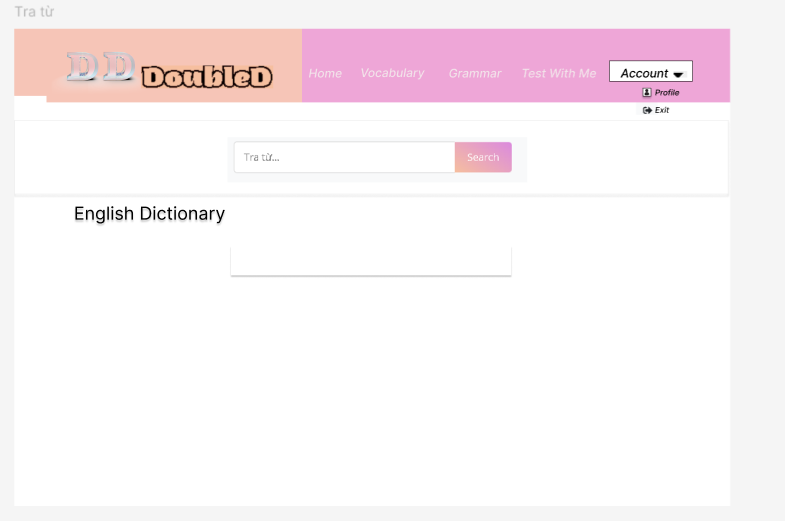 Tra từ
DD DoubleD
Home Vocabulary Grammar Test With Me Account
Profile
Exit
Tra từ... Search
English Dictionary